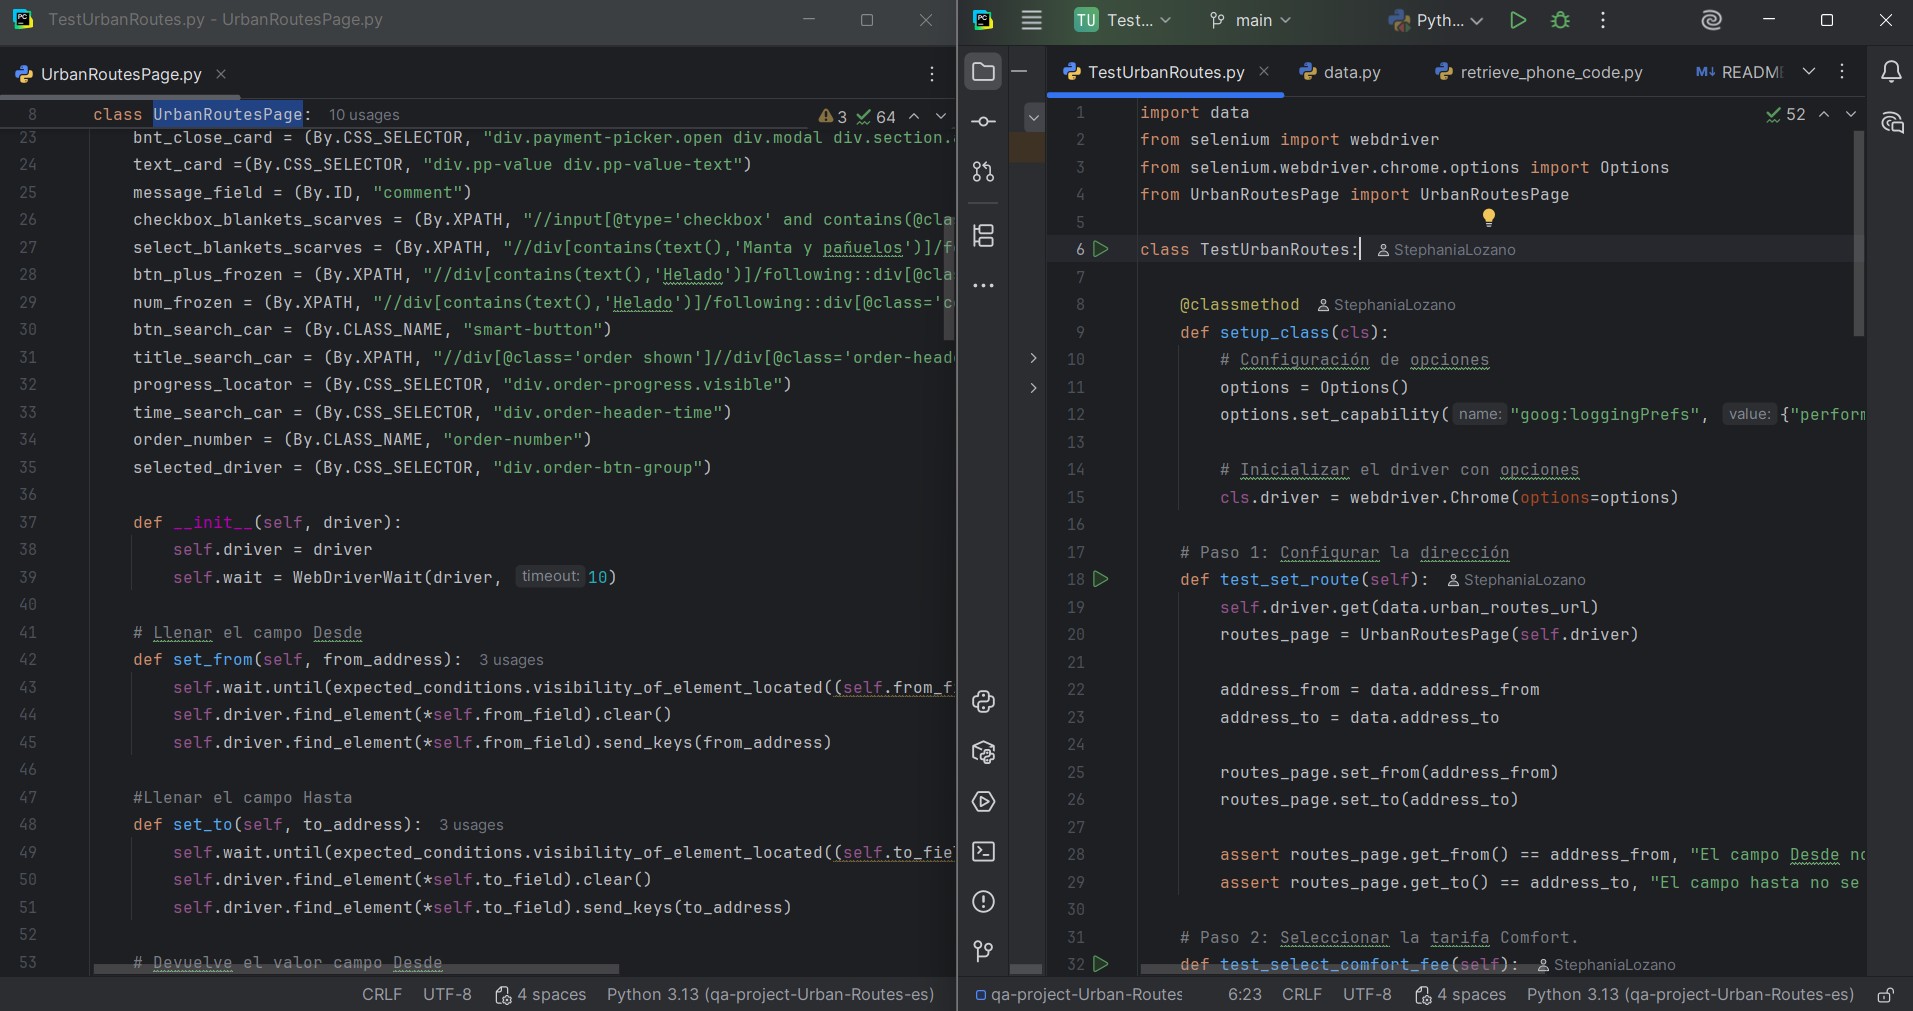 TestUrbanRoutes.py - UrbanRoutesPage.py
UrbanRoutesPage.py
8 class UrbanRoutesPage: 10 usages 3 64
23 bnt_close_card = (By.CSS_SELECTOR, "div.payment-picker.open div.modal div.section.
24 text_card =(By.CSS_SELECTOR, "div.pp-value div.pp-value-text")
25 message_field = (By.ID, "comment")
26 checkbox_blankets_scarves = (By.XPATH, "//input[@type='checkbox' and contains(@cla
27 select_blankets_scarves = (By.XPATH, "//div[contains(text(),'Manta y pañuelos')]/f
28 btn_plus_frozen = (By.XPATH, "//div[contains(text(),'Helado')]/following::div[@cla
29 num_frozen = (By.XPATH, "//div[contains(text(),'Helado')]/following::div[@class='c
30 btn_search_car = (By.CLASS_NAME, "smart-button")
31 title_search_car = (By.XPATH, "//div[@class='order shown']//div[@class='order-head
32 progress_locator = (By.CSS_SELECTOR, "div.order-progress.visible")
33 time_search_car = (By.CSS_SELECTOR, "div.order-header-time")
34 order_number = (By.CLASS_NAME, "order-number")
35 selected_driver = (By.CSS_SELECTOR, "div.order-btn-group")
36
37 def __init__(self, driver):
38 self.driver = driver
39 self.wait = WebDriverWait(driver, timeout: 10)
40
41 # Llenar el campo Desde
42 def set_from(self, from_address): 3 usages
43 self.wait.until(expected_conditions.visibility_of_element_located((self.from_f
44 self.driver.find_element(*self.from_field).clear()
45 self.driver.find_element(*self.from_field).send_keys(from_address)
46
47 #Llenar el campo Hasta
48 def set_to(self, to_address): 3 usages
49 self.wait.until(expected_conditions.visibility_of_element_located((self.to_fie
50 self.driver.find_element(*self.to_field).clear()
51 self.driver.find_element(*self.to_field).send_keys(to_address)
52
53 # Devuelve el valor campo Desde
CRLF UTF-8 4 spaces Python 3.13 (qa-project-Urban-Routes-es)
TU Test... main Pyth...
TestUrbanRoutes.py data.py retrieve_phone_code.py README
1 import data 52
2 from selenium import webdriver
3 from selenium.webdriver.chrome.options import Options
4 from UrbanRoutesPage import UrbanRoutesPage
5
6 class TestUrbanRoutes: StephaniaLozano
7
8 @classmethod StephaniaLozano
9 def setup_class(cls):
10 # Configuración de opciones
11 options = Options()
12 options.set_capability( name: "goog:loggingPrefs", value: {"perform
13
14 # Inicializar el driver con opciones
15 cls.driver = webdriver.Chrome(options=options)
16
17 # Paso 1: Configurar la dirección
18 def test_set_route(self): StephaniaLozano
19 self.driver.get(data.urban_routes_url)
20 routes_page = UrbanRoutesPage(self.driver)
21
22 address_from = data.address_from
23 address_to = data.address_to
24
25 routes_page.set_from(address_from)
26 routes_page.set_to(address_to)
27
28 assert routes_page.get_from() == address_from, "El campo Desde no
29 assert routes_page.get_to() == address_to, "El campo hasta no se
30
31 # Paso 2: Seleccionar la tarifa Comfort.
32 def test_select_comfort_fee(self): StephaniaLozano
qa-project-Urban-Routes 6:23 CRLF UTF-8 4 spaces Python 3.13 (qa-project-Urban-Routes-es)